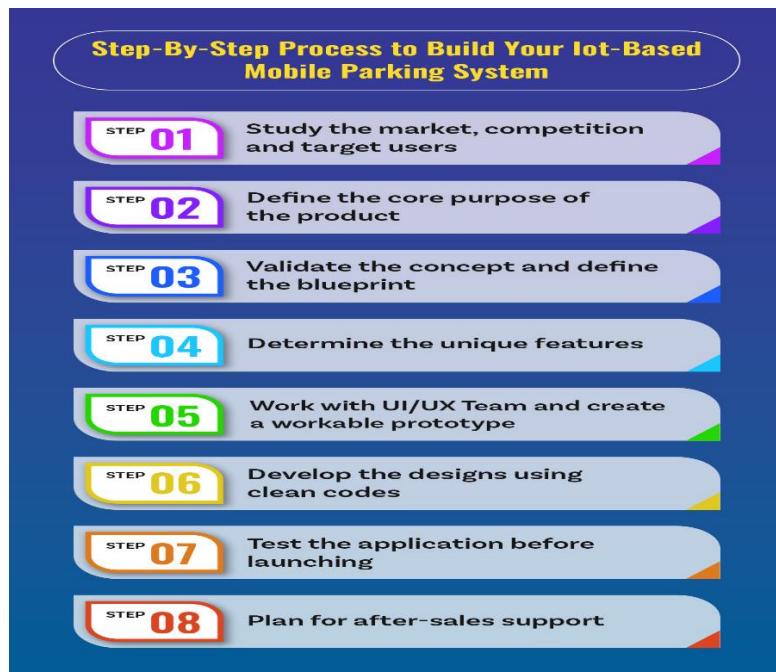 Step-By-Step Process to Build Your Iot-Based
Mobile Parking System
STEP 01
Study the market, competition
and target users
STEP 02
Define the core purpose of
the product
STEP 03
Validate the concept and define
the blueprint
STEP 04
Determine the unique features
STEP 05
Work with UI/UX Team and create
a workable prototype
STEP 06
Develop the designs using
clean codes
STEP 07
Test the application before
launching
STEP 08
Plan for after-sales support